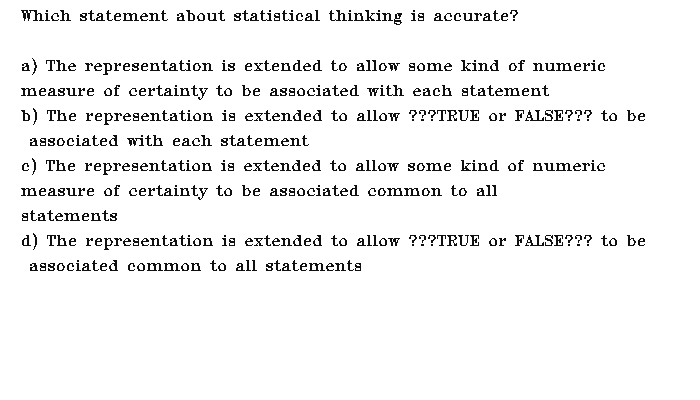 Which statement about statistical thinking is accurate?
a) The representation is extended to allow some kind of numeric
measure of certainty to be associated with each statement
b) The representation is extended to allow ???TRUE or FALSE??? to be
associated with each statement
c) The representation is extended to allow some kind of numeric
measure of certainty to be associated common to all
statements
d) The representation is extended to allow ???TRUE or FALSE??? to be
associated common to all statements